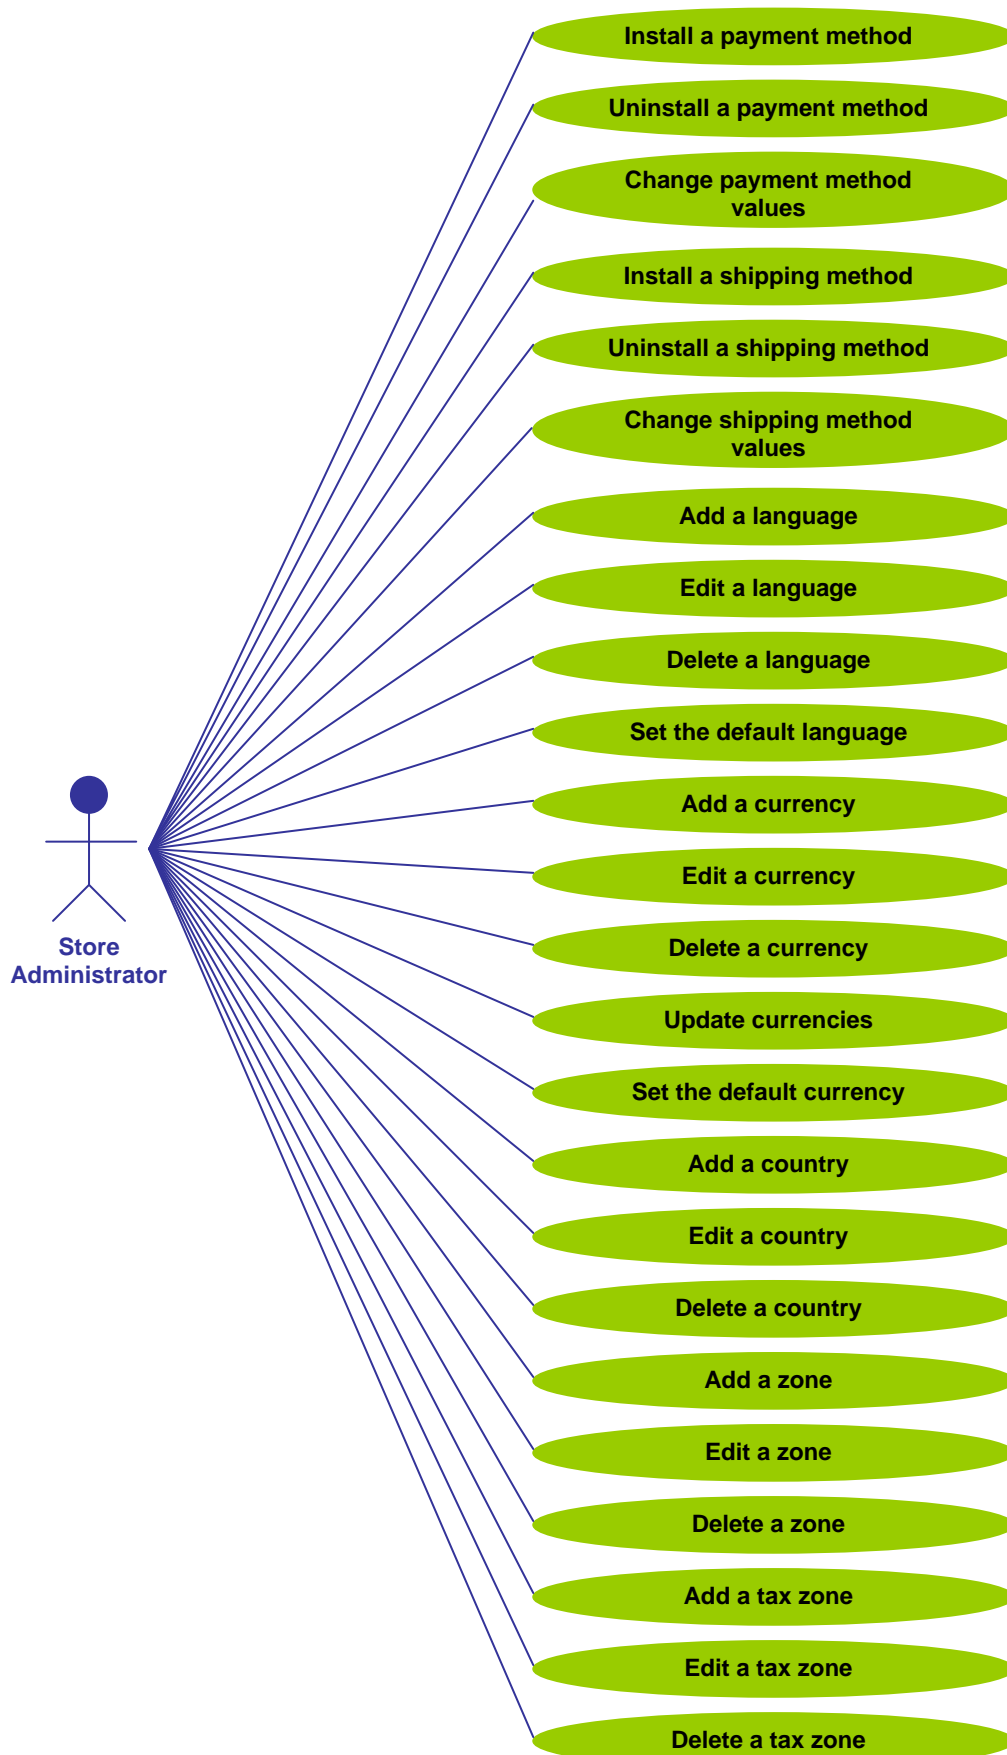 Install a payment method
Uninstall a payment method
Change payment method
values
Install a shipping method
Uninstall a shipping method
Change shipping method
values
Add a language
Edit a language
Delete a language
Set the default language
Add a currency
Edit a currency
Delete a currency
Store
Administrator
Update currencies
Set the default currency
Add a country
Edit a country
Delete a country
Add a zone
Edit a zone
Delete a zone
Add a tax zone
Edit a tax zone
Delete a tax zone